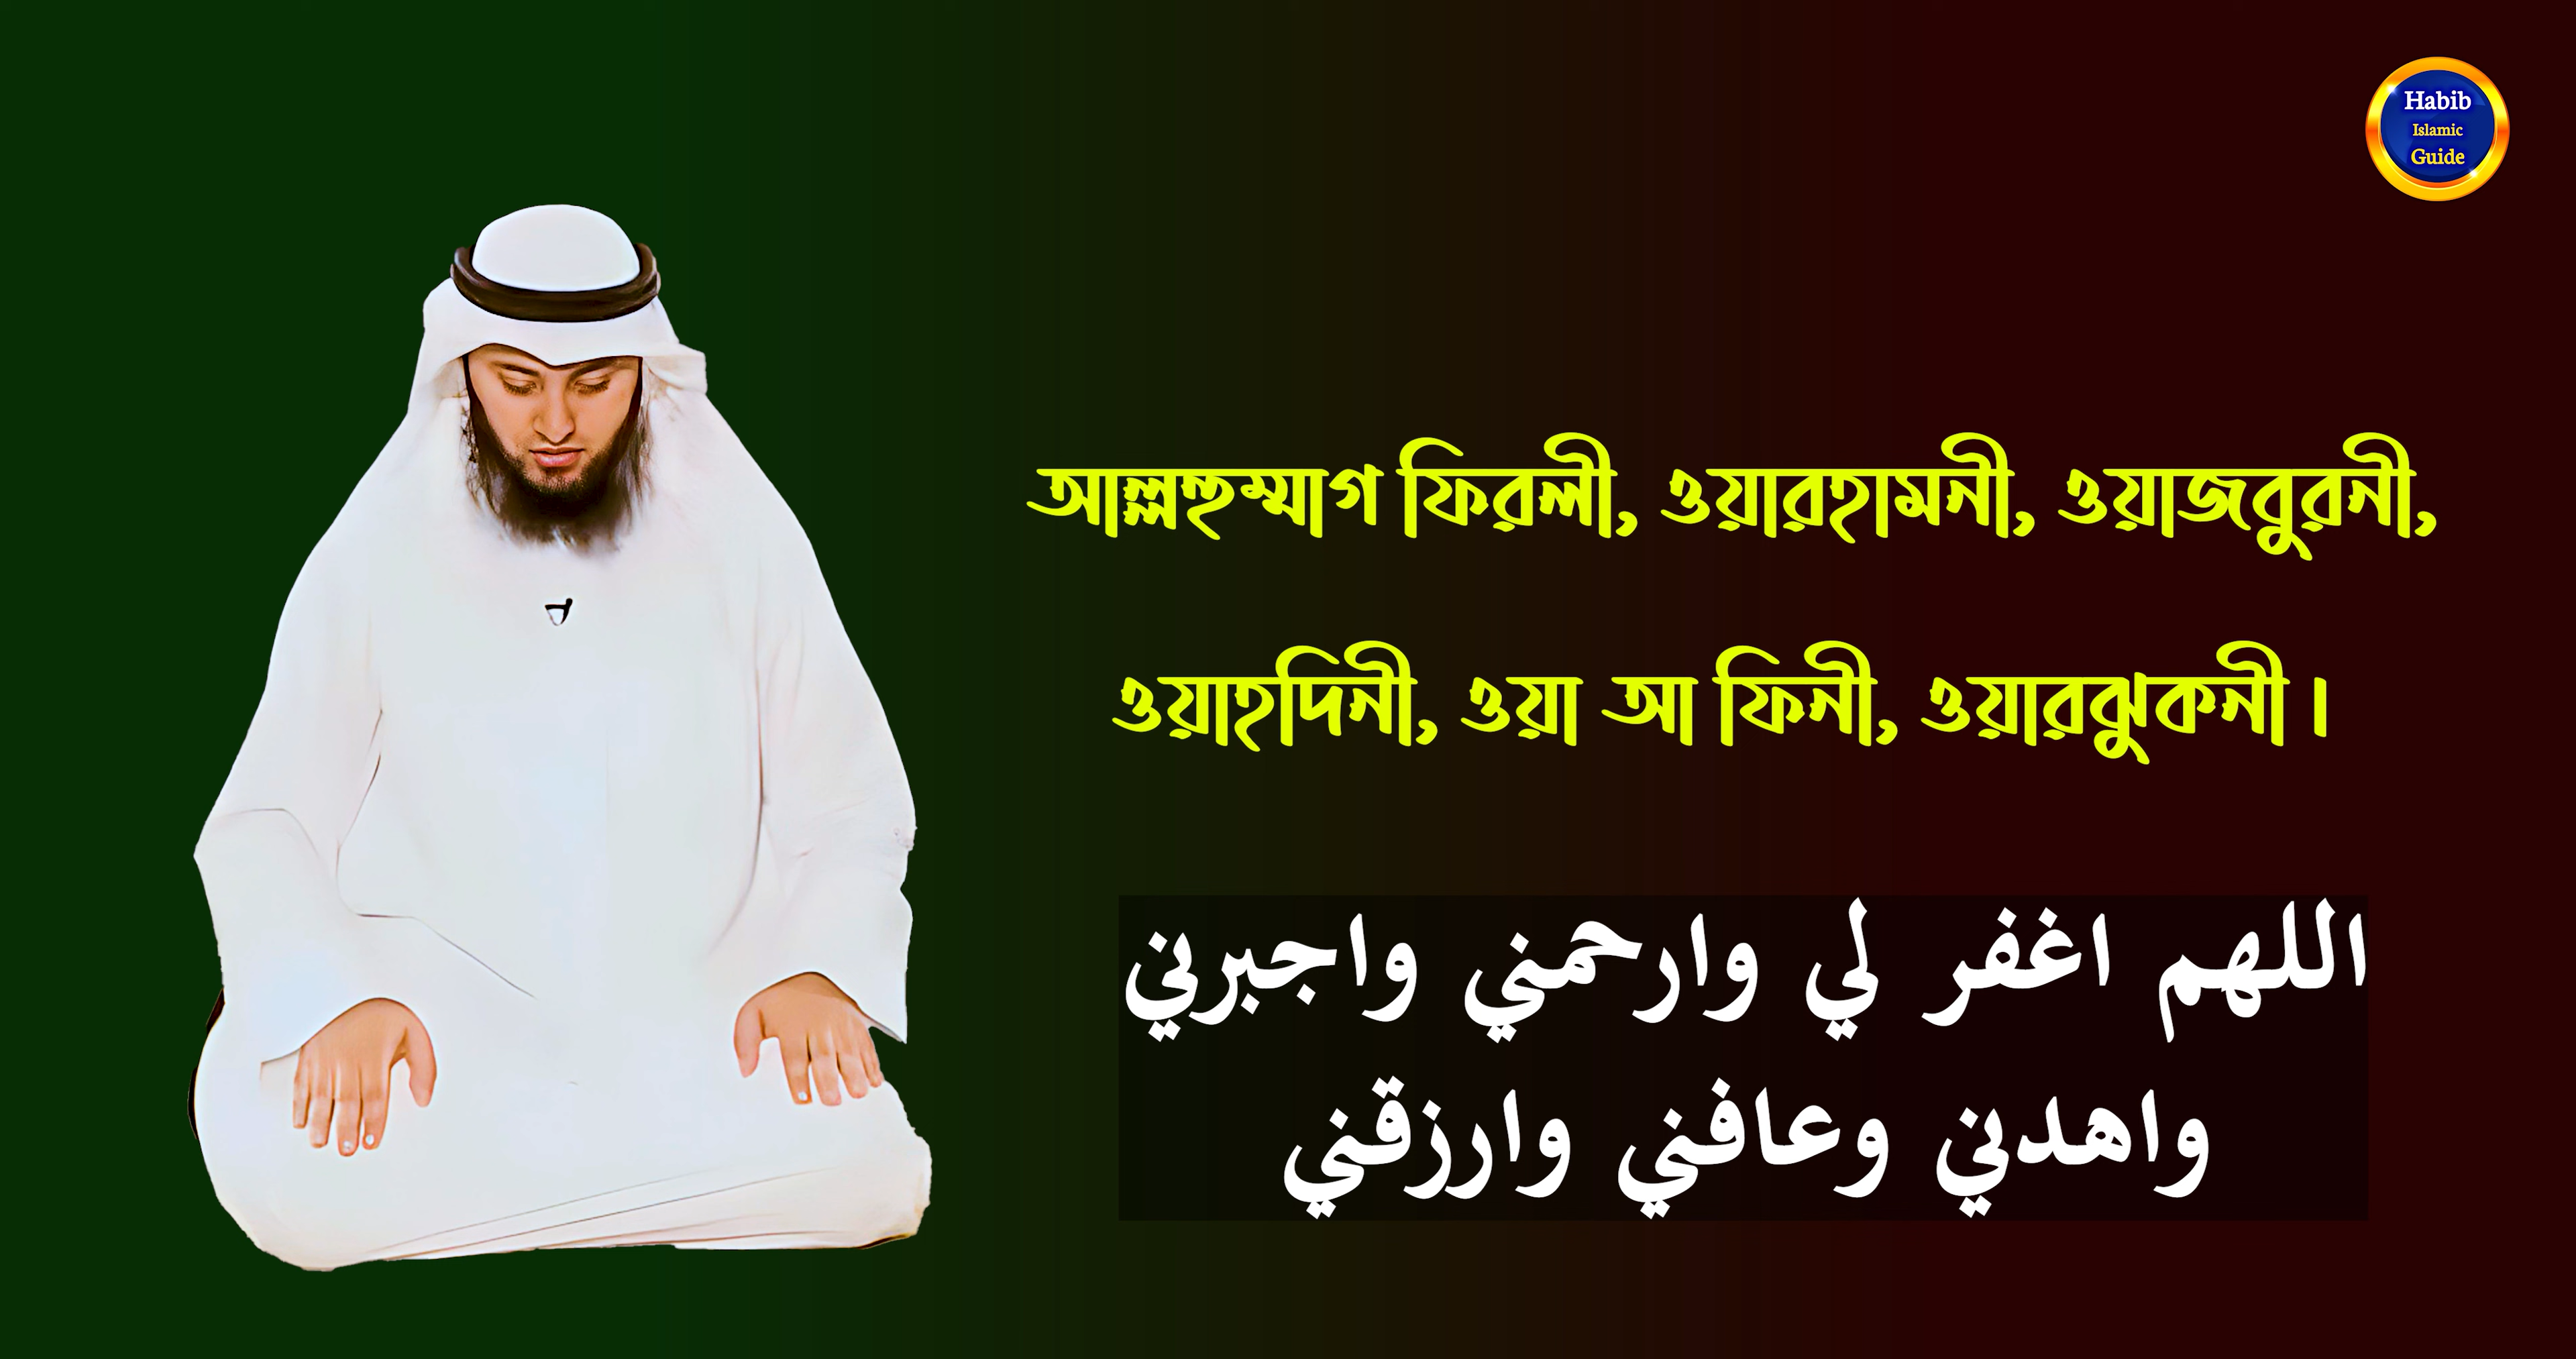 Habib
Islamic
Guide
আল্লহুম্মাগ ফিরলী, ওয়ারহামনী, ওয়াজবুরনী,
ওয়াহদিনী, ওয়া আ ফিনী, ওয়ারঝুকনী।
اللهم اغفر لي وارحمني واجبرني
واهدني وعافني وارزقني